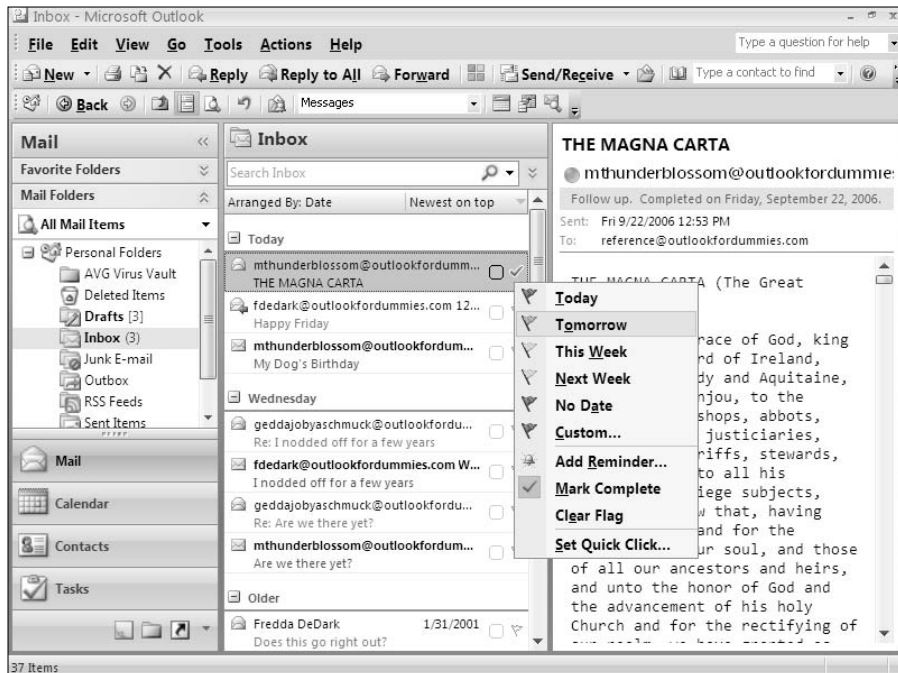 Inbox - Microsoft Outlook
File Edit View Go Tools Actions Help
Type a question for help
New Reply Reply to All Forward Send/Receive Type a contact to find
Back Messages
Mail
Favorite Folders
Mail Folders
All Mail Items
Personal Folders
AVG Virus Vault
Deleted Items
Drafts [3]
Inbox (3)
Junk E-mail
Outbox
RSS Feeds
Sent Items
Mail
Calendar
Contacts
Tasks
Inbox
Search Inbox
Arranged By: Date Newest on top
Today
mthunderblossom@outlookfordumm...
THE MAGNA CARTA
fdedark@outlookfordummies.com 12...
Happy Friday
mthunderblossom@outlookfordum...
My Dog's Birthday
Wednesday
geddajobyaschmuck@outlookfordu...
Re: I nodded off for a few years
fdedark@outlookfordummies.com W...
I nodded off for a few years
geddajobyaschmuck@outlookfordu...
Re: Are we there yet?
mthunderblossom@outlookfordum...
Are we there yet?
Older
Fredda DeDark 1/31/2001
Does this go right out?
Today
Tomorrow
This Week
Next Week
No Date
Custom...
Add Reminder...
Mark Complete
Clear Flag
Set Quick Click...
THE MAGNA CARTA
mthunderblossom@outlookfordummies
Follow up. Completed on Friday, September 22, 2006.
Sent: Fri 9/22/2006 12:53 PM
To: reference@outlookfordummies.com
THE MAGNA CARTA (The Great
race of God, king
rd of Ireland,
dy and Aquitaine,
njou, to the
shops, abbots,
justiciaries,
riffs, stewards,
to all his
iege subjects,
w that, having
and for the
ur soul, and those
of all our ancestors and heirs,
and unto the honor of God and
the advancement of his holy
Church and for the rectifying of
37 Items